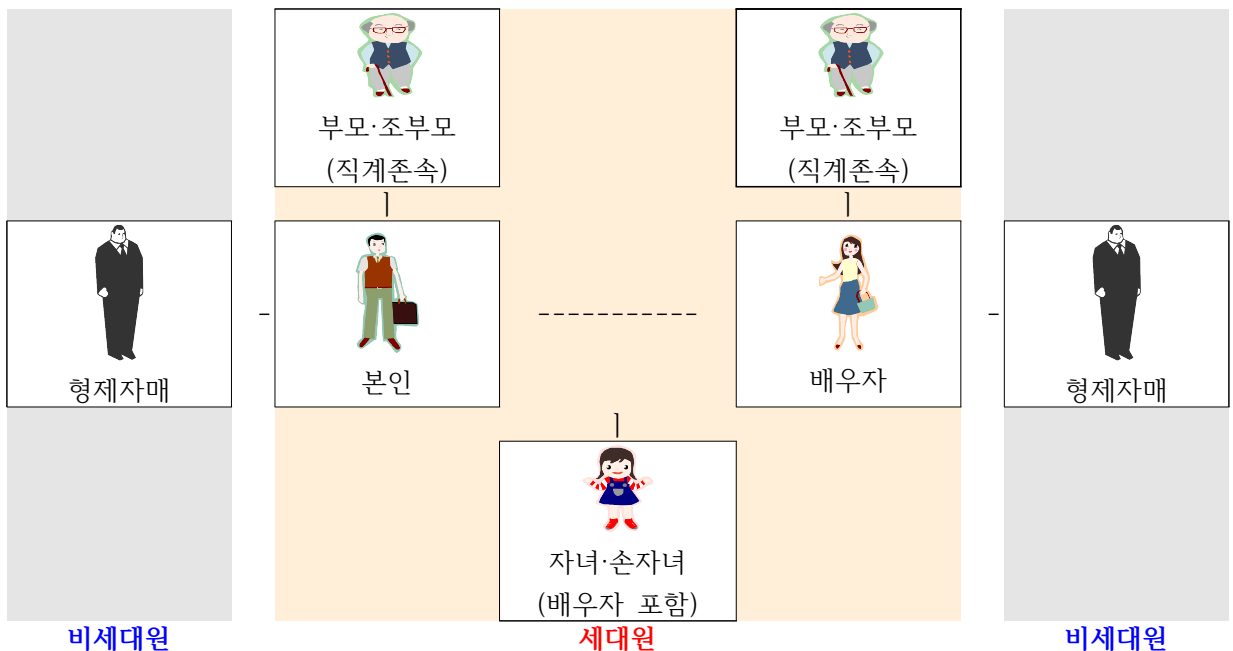 부모·조부모
(직계존속)
부모·조부모
(직계존속)
형제자매
본인
배우자
형제자매
자녀·손자녀
(배우자 포함)
비세대원
세대원
비세대원